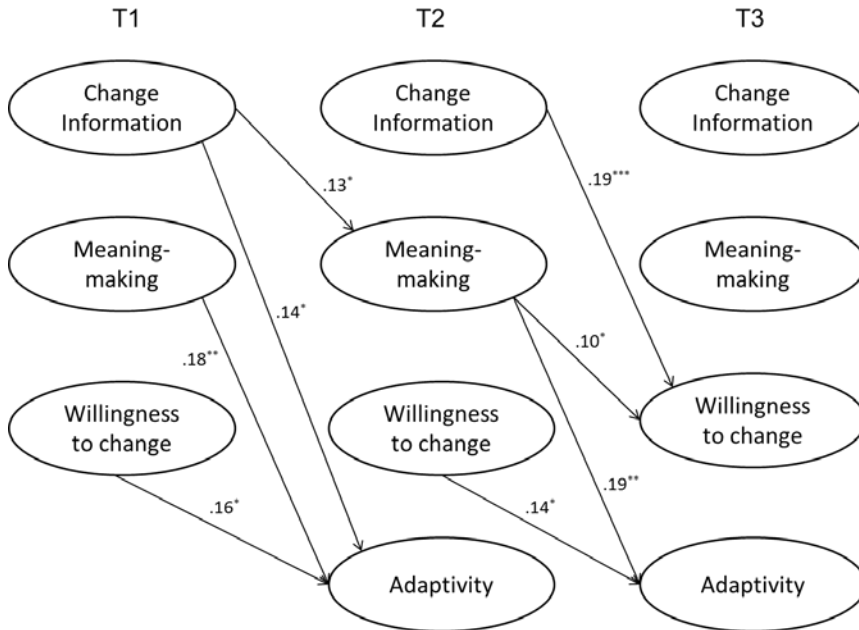 T1
T2
T3
Change
Information
Change
Information
Change
Information
.13*
.19***
Meaning-
making
Meaning-
making
Meaning-
making
.14*
.18**
.10*
Willingness
to change
Willingness
to change
Willingness
to change
.16*
.14*
.19**
Adaptivity
Adaptivity